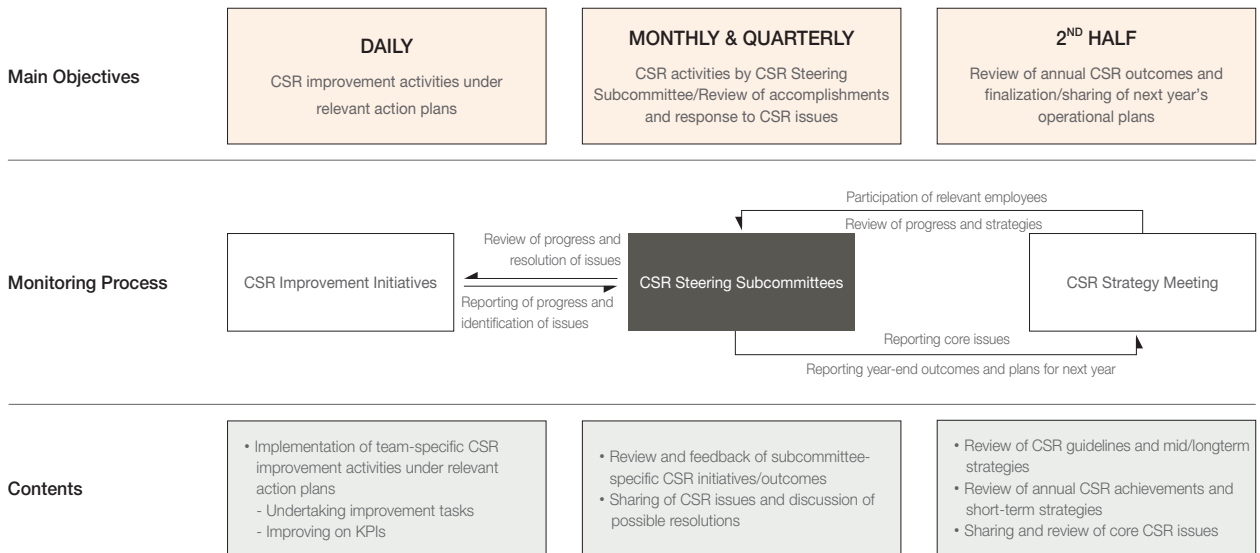 Main Objectives
DAILY
CSR improvement activities under
relevant action plans
MONTHLY & QUARTERLY
CSR activities by CSR Steering
Subcommittee/Review of accomplishments
and response to CSR issues
2ND HALF
Review of annual CSR outcomes and
finalization/sharing of next year's
operational plans
Monitoring Process
CSR Improvement Initiatives
Review of progress and
resolution of issues
Reporting of progress and
identification of issues
CSR Steering Subcommittees
Participation of relevant employees
Review of progress and strategies
CSR Strategy Meeting
Reporting core issues
Reporting year-end outcomes and plans for next year
Contents
• Implementation of team-specific CSR
improvement activities under relevant
action plans
- Undertaking improvement tasks
- Improving on KPIs
• Review and feedback of subcommittee-
specific CSR initiatives/outcomes
• Sharing of CSR issues and discussion of
possible resolutions
• Review of CSR guidelines and mid/longterm
strategies
• Review of annual CSR achievements and
short-term strategies
• Sharing and review of core CSR issues